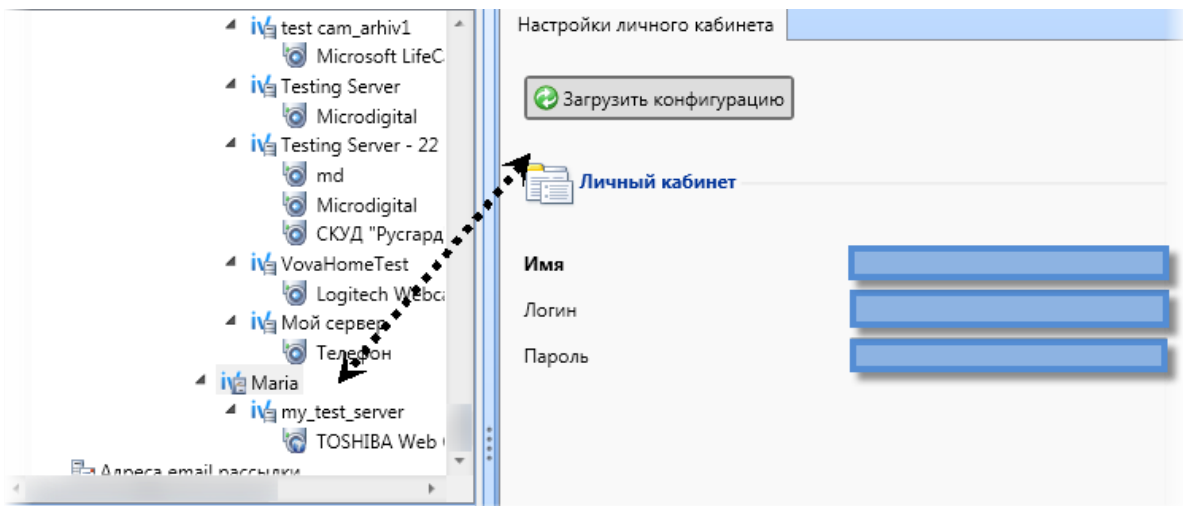 test cam_arhiv1
Microsoft LifeC
Testing Server
Microdigital
Testing Server - 22
md
Microdigital
СКУД "Русгард
VovaHomeTest
Logitech Webca
Мой сервер
Телефон
Maria
my_test_server
TOSHIBA Web
Адреса email рассылки
Настройки личного кабинета
Загрузить конфигурацию
Личный кабинет
Имя
Логин
Пароль